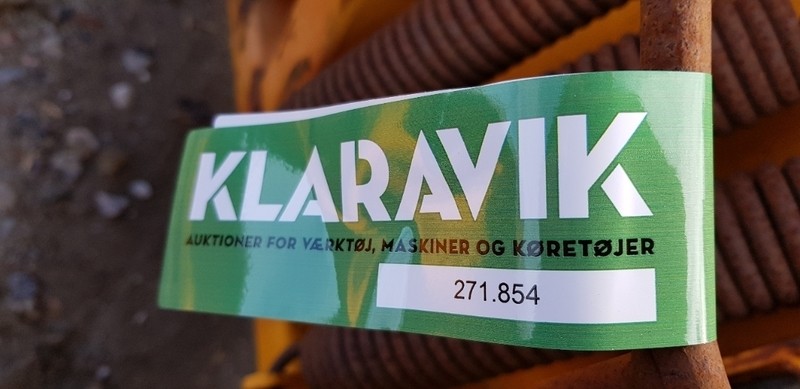 KLARAVIK
AUKTIONER FOR VÆRKTØJ, MASKINER OG KØRETØJER
271.854